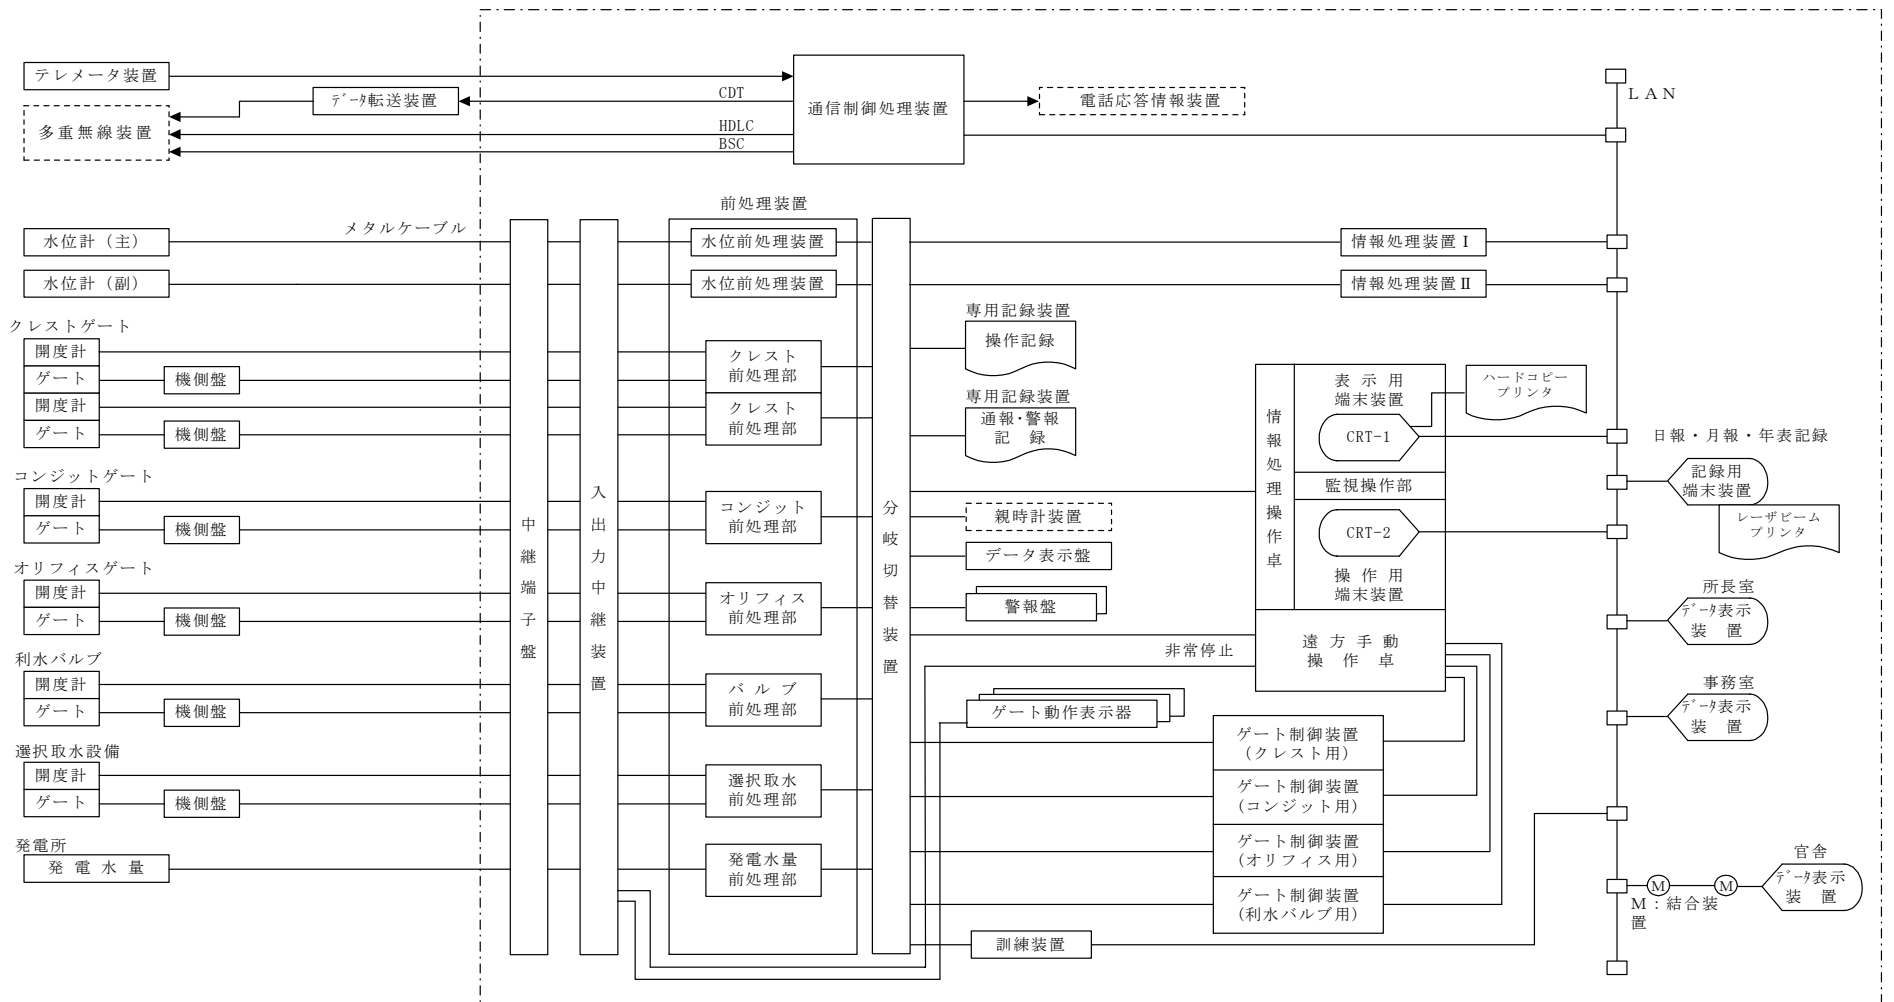 テレメータ装置
データ転送装置
多重無線装置
CDT
HDLC
BSC
通信制御処理装置
電話応答情報装置
ＬＡＮ
前処理装置
メタルケーブル
水位計（主）
水位前処理装置
情報処理装置Ⅰ
水位計（副）
水位前処理装置
情報処理装置Ⅱ
クレストゲート
開度計
ゲート
機側盤
開度計
ゲート
機側盤
クレスト
前処理部
クレスト
前処理部
コンジットゲート
開度計
ゲート
機側盤
コンジット
前処理部
オリフィスゲート
開度計
ゲート
機側盤
オリフィス
前処理部
利水バルブ
開度計
ゲート
機側盤
バルブ
前処理部
選択取水設備
開度計
ゲート
機側盤
選択取水
前処理部
発電所
発電水量
発電水量
前処理部
中継端子盤
入出力中継装置
分岐切替装置
専用記録装置
操作記録
専用記録装置
通報・警報
記録
親時計装置
データ表示盤
警報盤
非常停止
ゲート動作表示器
情報処理操作卓
表示用
端末装置
CRT-1
監視操作部
CRT-2
操作用
端末装置
遠方手動
操作卓
ハードコピー
プリンタ
ゲート制御装置
(クレスト用)
ゲート制御装置
(コンジット用)
ゲート制御装置
(オリフィス用)
ゲート制御装置
(利水バルブ用)
訓練装置
日報・月報・年表記録
記録用
端末装置
レーザビーム
プリンタ
所長室
データ表示
装置
事務室
データ表示
装置
官舎
データ表示
装置
M
M
Ｍ：結合装
置